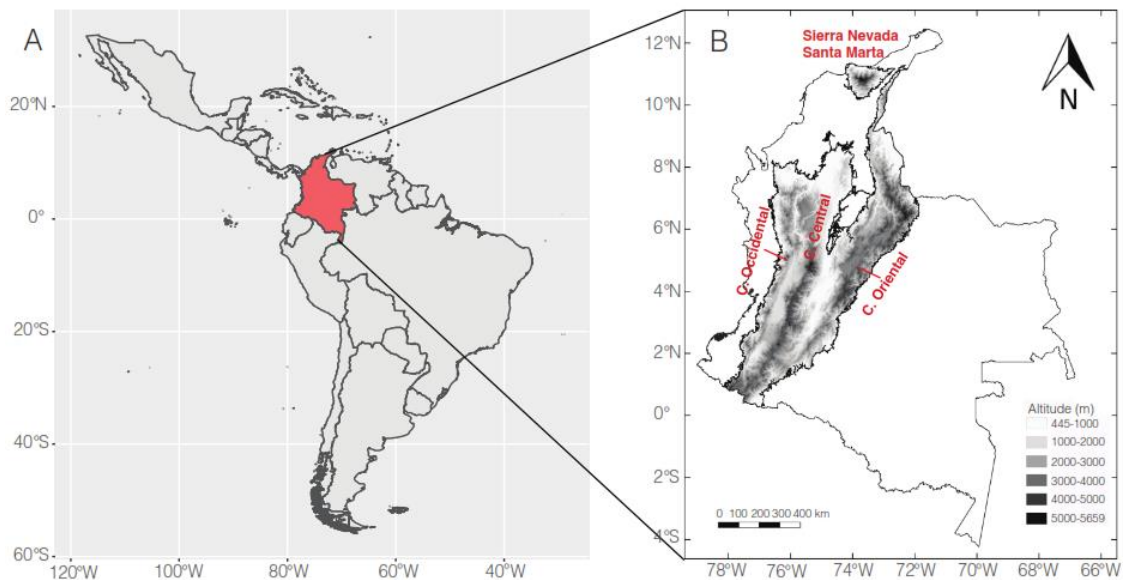 A
20°N
0°
20°S
40°S
60°S
120°W
100°W
80°W
60°W
40°W
B
Sierra Nevada
Santa Marta
N
12°N
10°N
8°N
6°N
4°N
2°N
0°
2°S
4°S
C. Occidental
C. Central
C. Oriental
Altitude (m)
445-1000
1000-2000
2000-3000
3000-4000
4000-5000
5000-5659
0 100 200 300 400 km
78°W
76°W
74°W
72°W
70°W
68°W
66°W